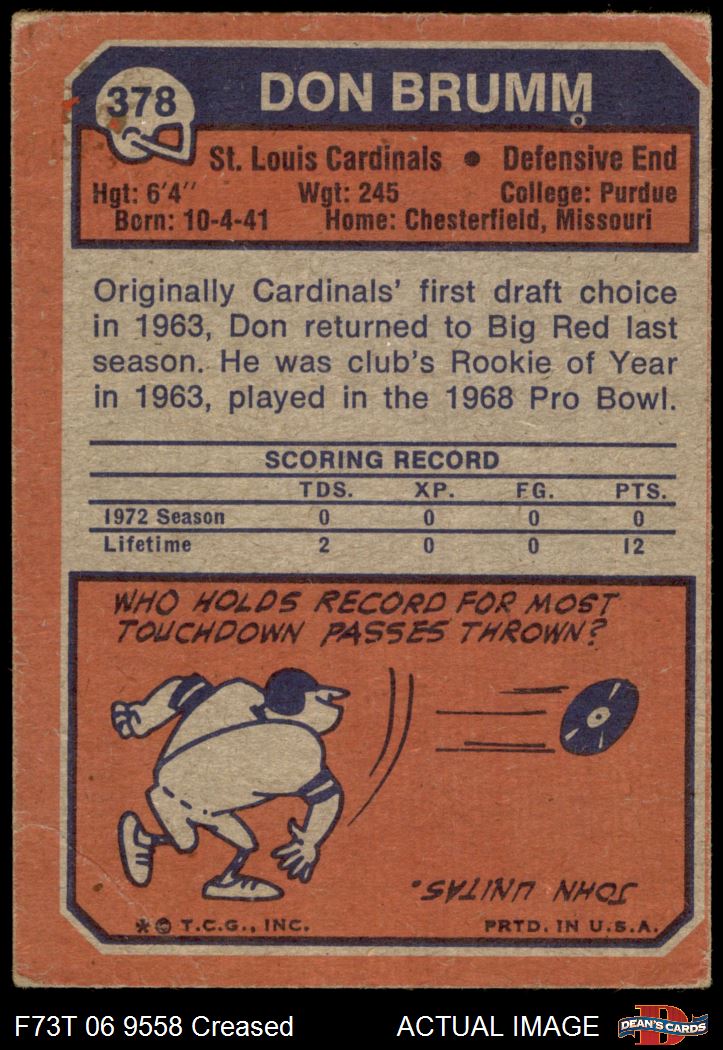 378
DON BRUMM
St. Louis Cardinals • Defensive End
Hgt: 6'4" Wgt: 245 College: Purdue
Born: 10-4-41 Home: Chesterfield, Missouri
Originally Cardinals' first draft choice
in 1963, Don returned to Big Red last
season. He was club's Rookie of Year
in 1963, played in the 1968 Pro Bowl.
SCORING RECORD
TDS. XP. FG. PTS.
1972 Season 0 0 0 0
Lifetime 2 0 0 12
WHO HOLDS RECORD FOR MOST
TOUCHDOWN PASSES THROWN?
JOHN UNITAS.
* © T.C.G., INC. PRTD. IN U.S.A.
F73T 06 9558 Creased ACTUAL IMAGE
D
DEAN'S CARDS